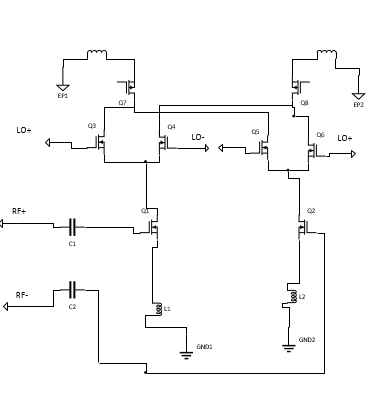 EP1
Q7
Q8
EP2
LO+
Q3
Q4
LO-
Q5
Q6
LO+
RF+
Q1
Q2
C1
RF-
C2
L1
L2
GND1
GND2